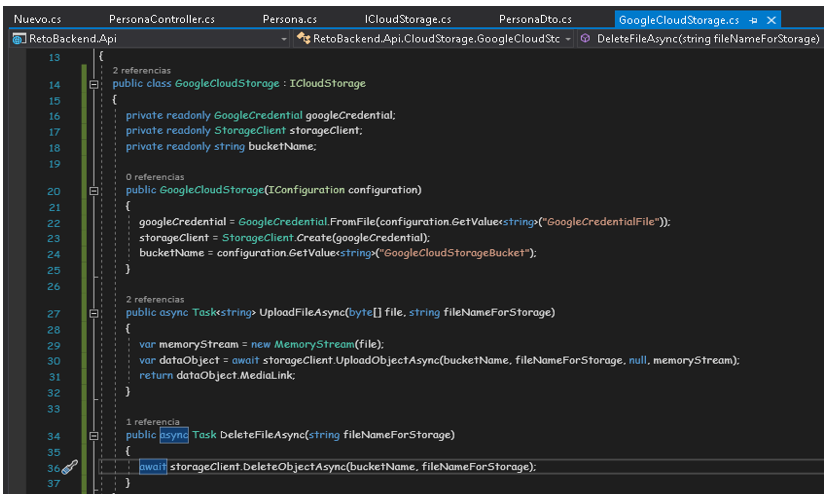 Nuevo.cs PersonaController.cs Persona.cs ICloudStorage.cs PersonaDto.cs GoogleCloudStorage.cs
RetoBackend.Api RetoBackend.Api.CloudStorage.GoogleCloudStc DeleteFileAsync(string fileNameForStorage)
13 {
2 referencias
14 public class GoogleCloudStorage : ICloudStorage
15 {
16 private readonly GoogleCredential googleCredential;
17 private readonly StorageClient storageClient;
18 private readonly string bucketName;
19
0 referencias
20 public GoogleCloudStorage(IConfiguration configuration)
21 {
22 googleCredential = GoogleCredential.FromFile(configuration.GetValue<string>("GoogleCredentialFile"));
23 storageClient = StorageClient.Create(googleCredential);
24 bucketName = configuration.GetValue<string>("GoogleCloudStorageBucket");
25 }
26
2 referencias
27 public async Task<string> UploadFileAsync(byte[] file, string fileNameForStorage)
28 {
29 var memoryStream = new MemoryStream(file);
30 var dataObject = await storageClient.UploadObjectAsync(bucketName, fileNameForStorage, null, memoryStream);
31 return dataObject.MediaLink;
32 }
33
1 referencia
34 public async Task DeleteFileAsync(string fileNameForStorage)
35 {
36 await storageClient.DeleteObjectAsync(bucketName, fileNameForStorage);
37 }